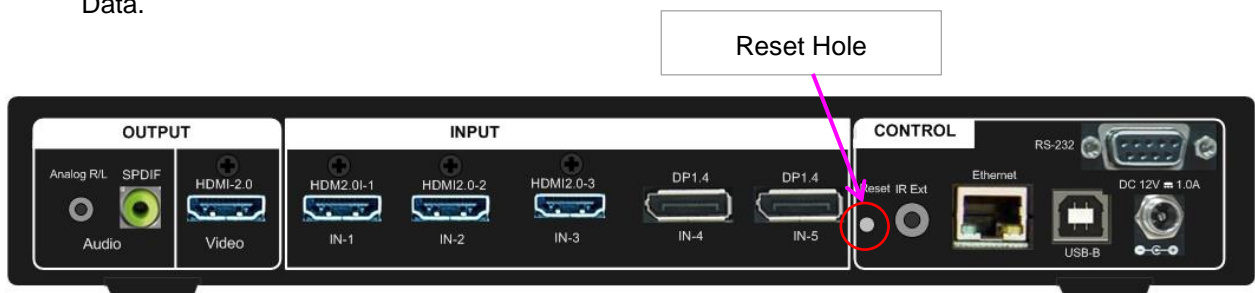 Data.
Reset Hole
OUTPUT
INPUT
CONTROL
RS-232
Analog R/L
SPDIF
HDMI-2.0
HDM2.0I-1
HDMI2.0-2
HDMI2.0-3
DP1.4
DP1.4
Reset
IR Ext
Ethernet
DC 12V ⎓ 1.0A
Audio
Video
IN-1
IN-2
IN-3
IN-4
IN-5
USB-B